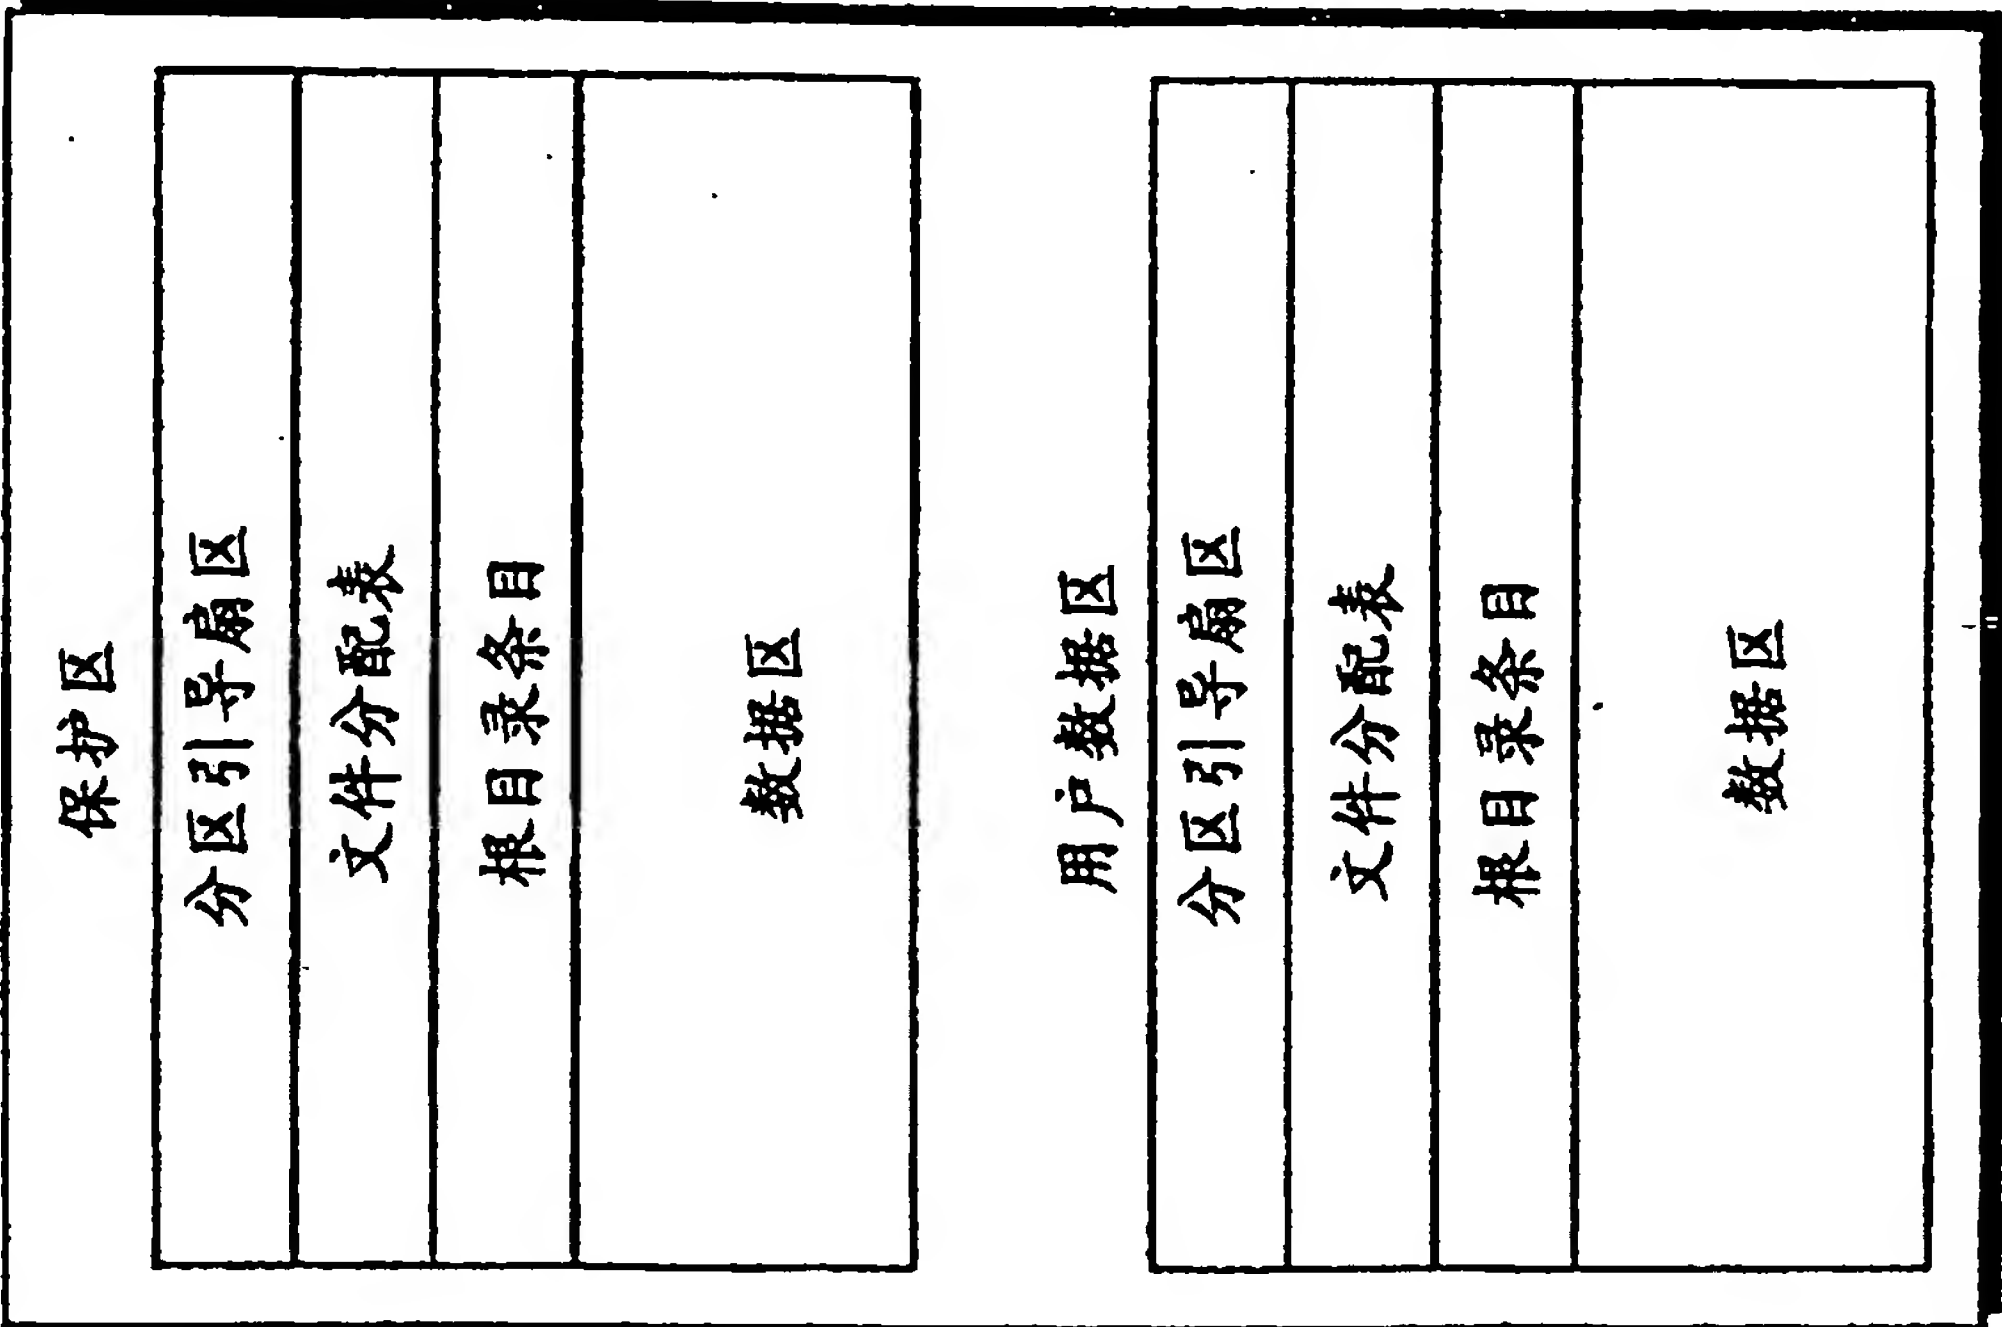 保护区
分区引导扇区
文件分配表
根目录条目
数据区
用户数据区
分区引导扇区
文件分配表
根目录条目
数据区